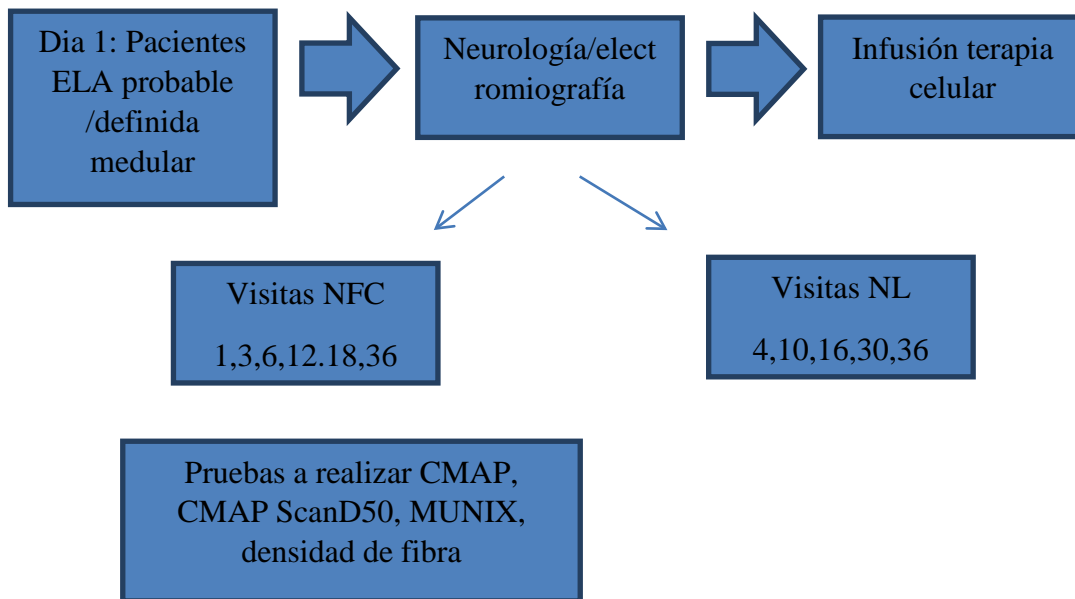 Dia 1: Pacientes
ELA probable
/definida
medular
Neurología/elect
romiografía
Infusión terapia
celular
Visitas NFC
1,3,6,12.18,36
Visitas NL
4,10,16,30,36
Pruebas a realizar CMAP,
CMAP ScanD50, MUNIX,
densidad de fibra